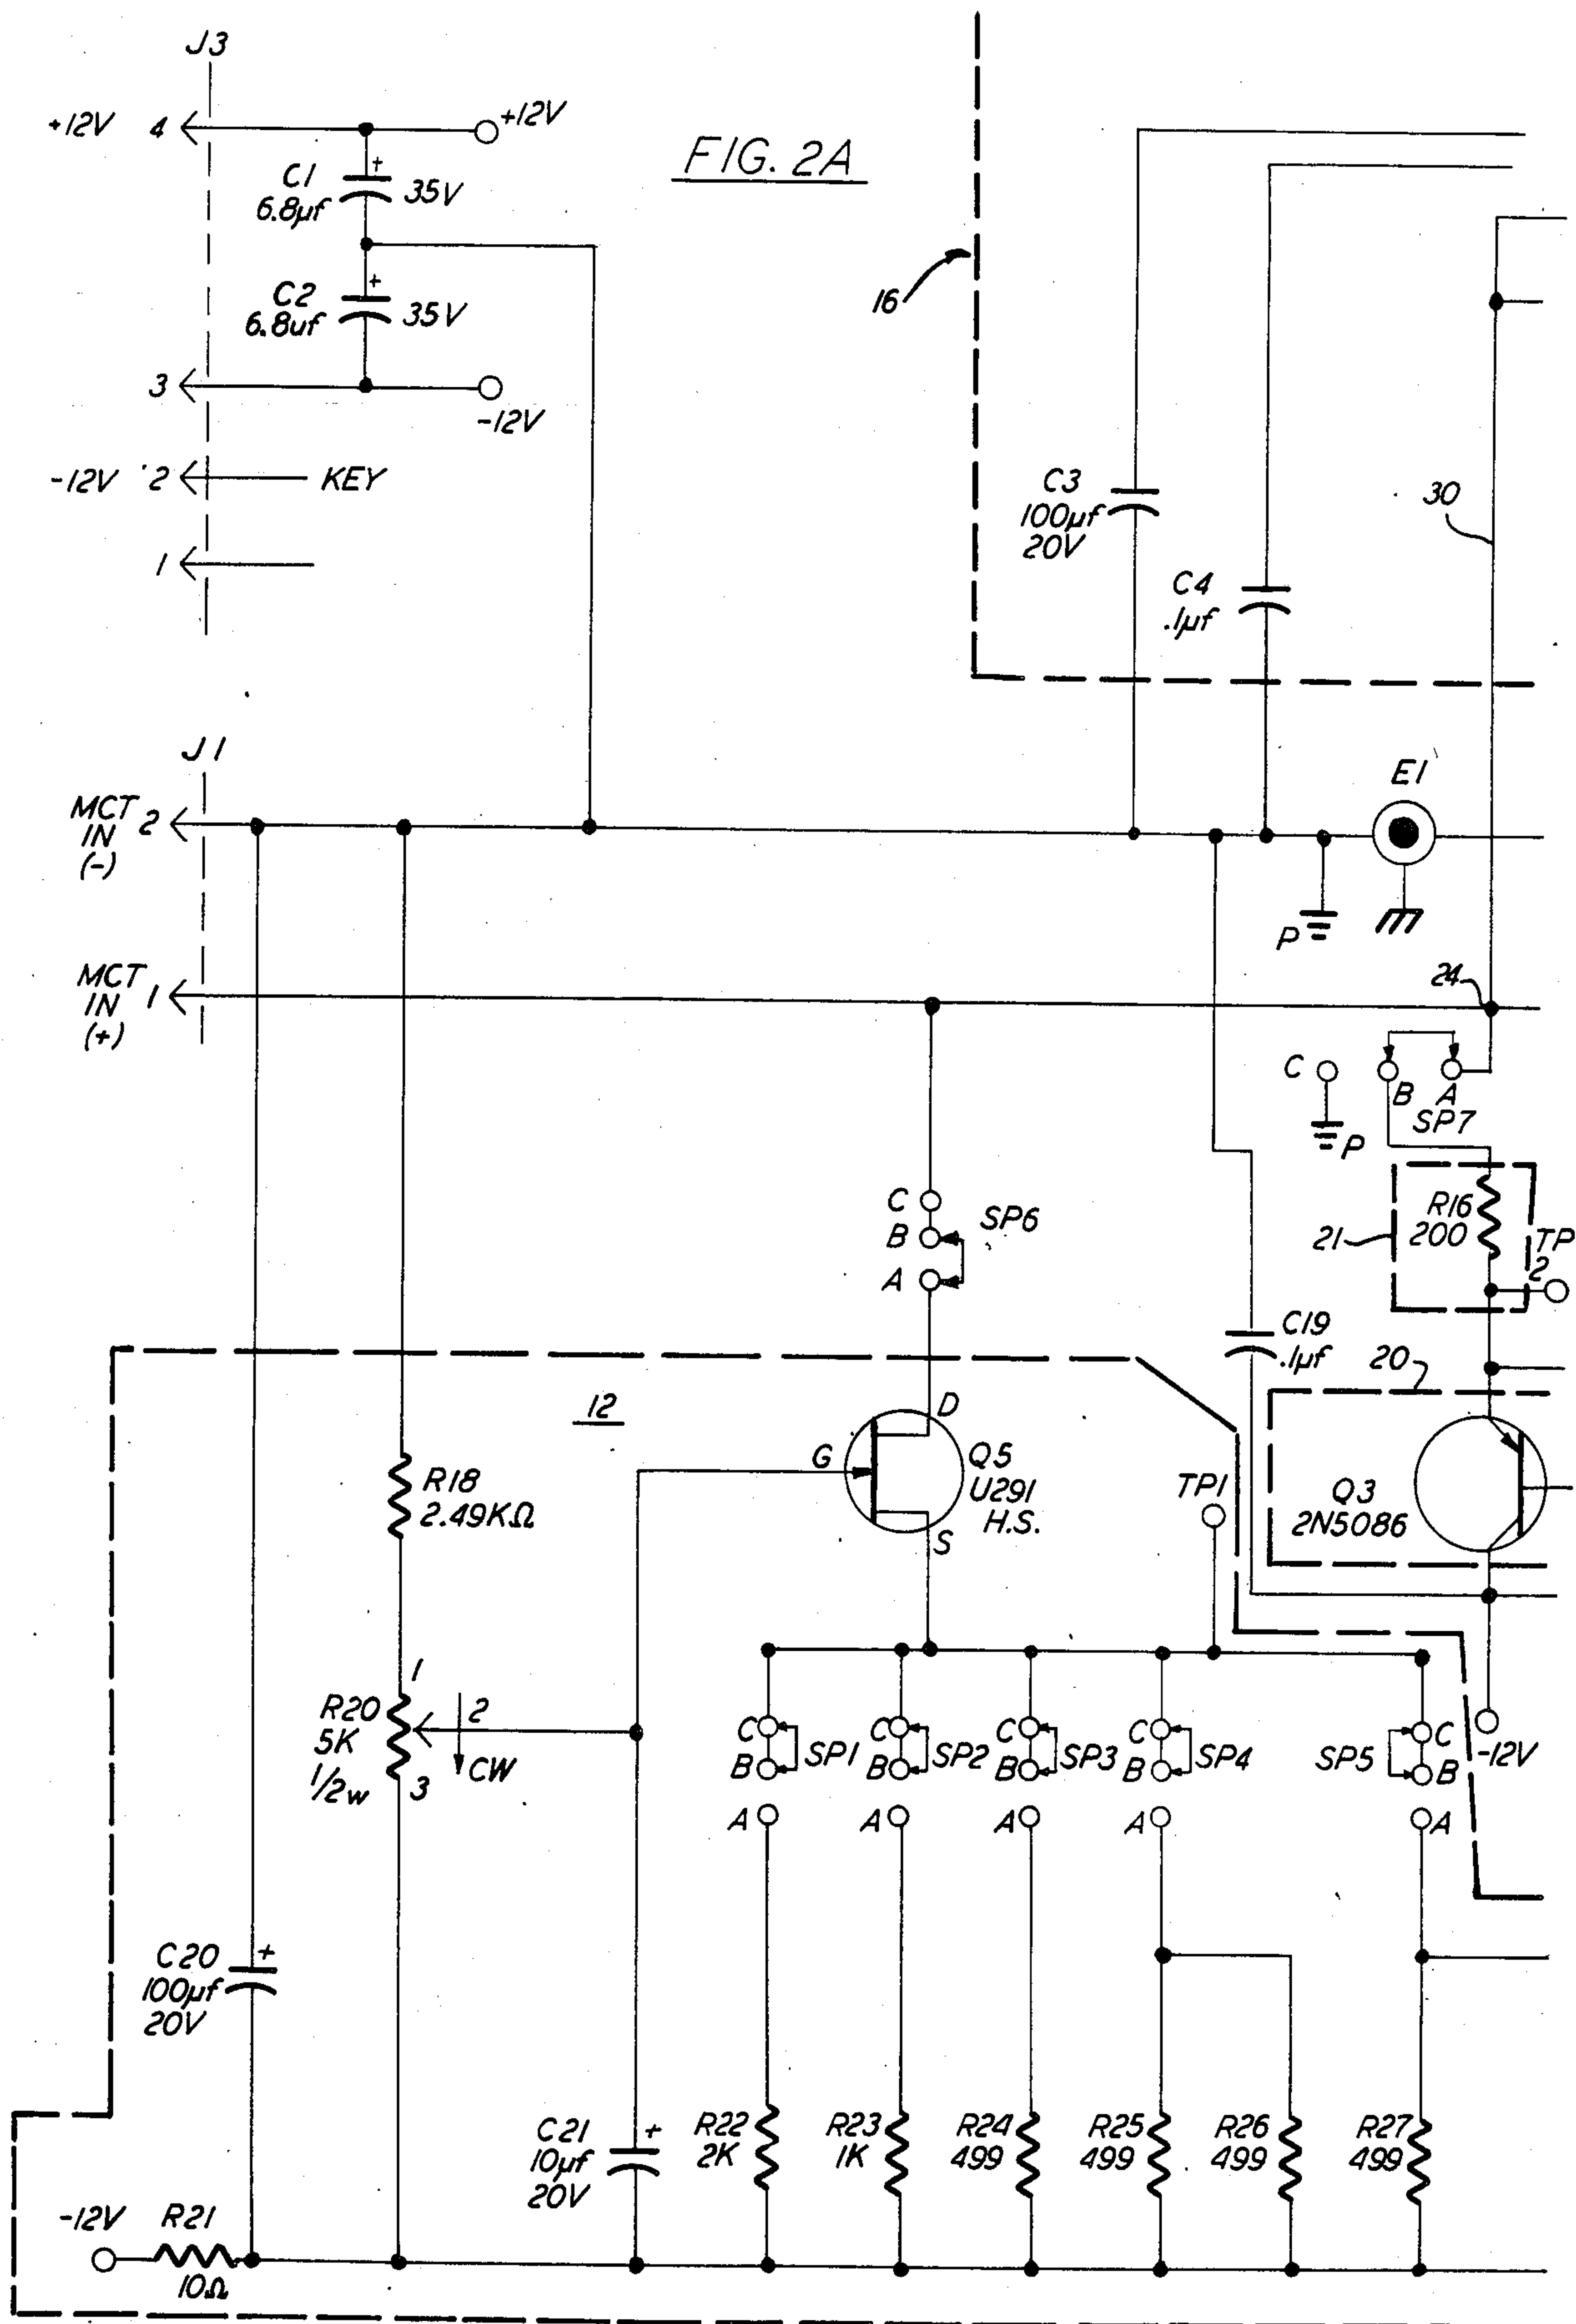 FIG. 2A
J3
+12V 4
+12V
C1
6.8µf
+
35V
C2
6.8uf
+
35V
3
-12V
-12V 2
KEY
1
16
C3
100µf
20V
C4
.1µf
30
J1
MCT
IN 2
(-)
E1
P
MCT
IN 1
(+)
24
C
B
A
SP7
P
C
B
A
SP6
R16
200
21
TP
2
C19
.1µf
20
12
D
G
S
Q5
U291
H.S.
TP1
Q3
2N5086
R18
2.49KΩ
1
R20
5K
1/2w
2
CW
3
C
B
SP1
A
C
B
SP2
A
C
B
SP3
A
C
B
SP4
A
SP5
C
B
A
-12V
C20
100µf
20V
+
C21
10µf
20V
+
R22
2K
R23
1K
R24
499
R25
499
R26
499
R27
499
-12V
R21
10Ω